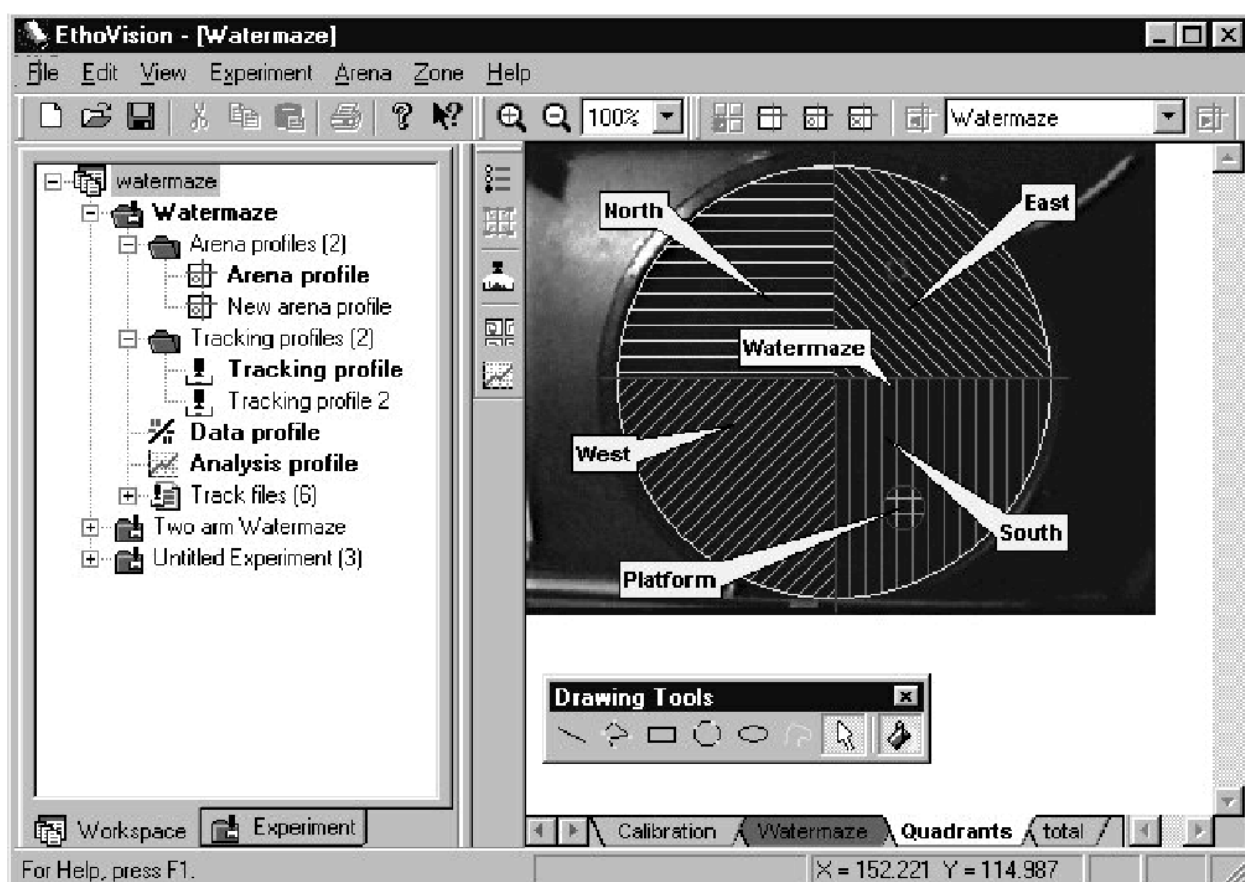 EthoVision - [Watermaze]
File Edit View Experiment Arena Zone Help
100% Watermaze
watermaze
Watermaze
Arena profiles (2)
Arena profile
New arena profile
Tracking profiles (2)
Tracking profile
Tracking profile 2
Data profile
Analysis profile
Track files (6)
Two arm Watermaze
Untitled Experiment (3)
Workspace Experiment
North
East
Watermaze
West
South
Platform
Drawing Tools
Calibration Watermaze Quadrants total
For Help, press F1.
X = 152.221 Y = 114.987